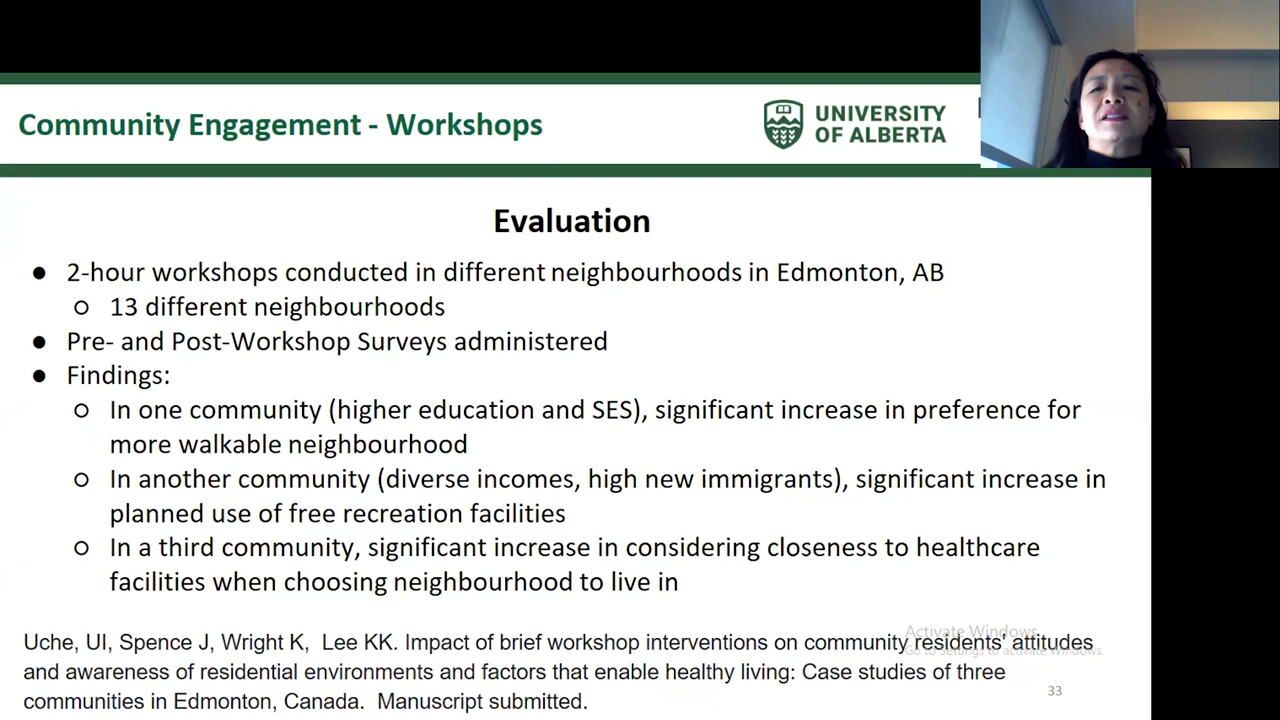 Community Engagement - Workshops
UNIVERSITY
OF ALBERTA
Evaluation
● 2-hour workshops conducted in different neighbourhoods in Edmonton, AB
○ 13 different neighbourhoods
● Pre- and Post-Workshop Surveys administered
● Findings:
○ In one community (higher education and SES), significant increase in preference for
more walkable neighbourhood
○ In another community (diverse incomes, high new immigrants), significant increase in
planned use of free recreation facilities
○ In a third community, significant increase in considering closeness to healthcare
facilities when choosing neighbourhood to live in
Uche, UI, Spence J, Wright K, Lee KK. Impact of brief workshop interventions on community residents' attitudes
and awareness of residential environments and factors that enable healthy living: Case studies of three
communities in Edmonton, Canada. Manuscript submitted.
Activate Windows
Go to Settings to activate Windows.
33